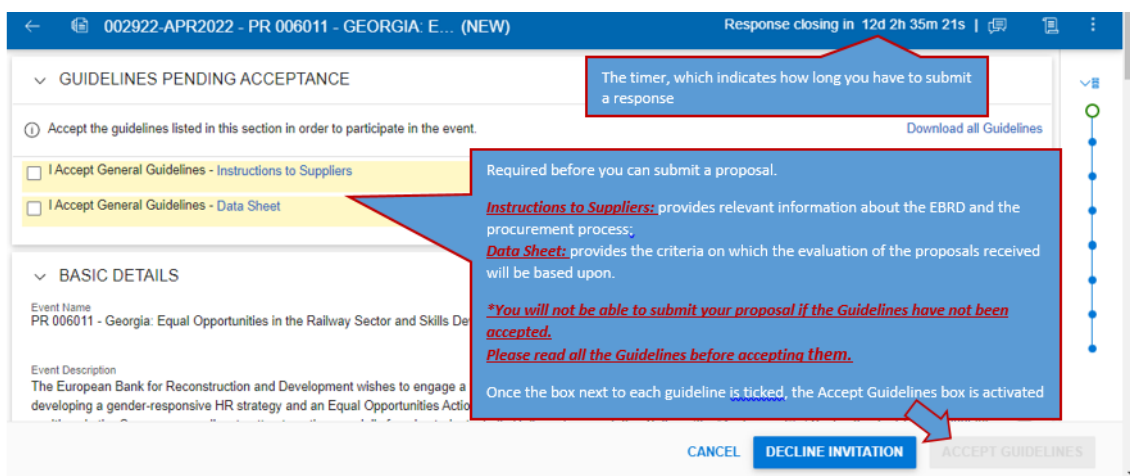 002922-APR2022 - PR 006011 - GEORGIA: E... (NEW)
Response closing in 12d 2h 35m 21s |
GUIDELINES PENDING ACCEPTANCE
The timer, which indicates how long you have to submit
a response
Accept the guidelines listed in this section in order to participate in the event.
Download all Guidelines
I Accept General Guidelines - Instructions to Suppliers
I Accept General Guidelines - Data Sheet
Required before you can submit a proposal.
Instructions to Suppliers: provides relevant information about the EBRD and the
procurement process;
Data Sheet: provides the criteria on which the evaluation of the proposals received
will be based upon.
*You will not be able to submit your proposal if the Guidelines have not been
accepted.
Please read all the Guidelines before accepting them.
Once the box next to each guideline is ticked, the Accept Guidelines box is activated
BASIC DETAILS
Event Name
PR 006011 - Georgia: Equal Opportunities in the Railway Sector and Skills De
Event Description
The European Bank for Reconstruction and Development wishes to engage a
developing a gender-responsive HR strategy and an Equal Opportunities Actio
CANCEL
DECLINE INVITATION
ACCEPT GUIDELINES